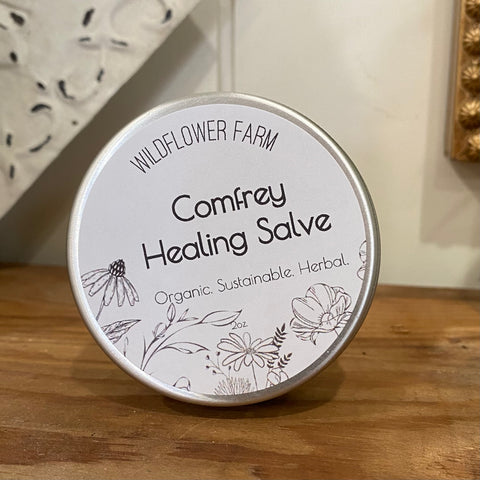 WILDFLOWER FARM
Comfrey
Healing Salve
Organic. Sustainable. Herbal.
2oz